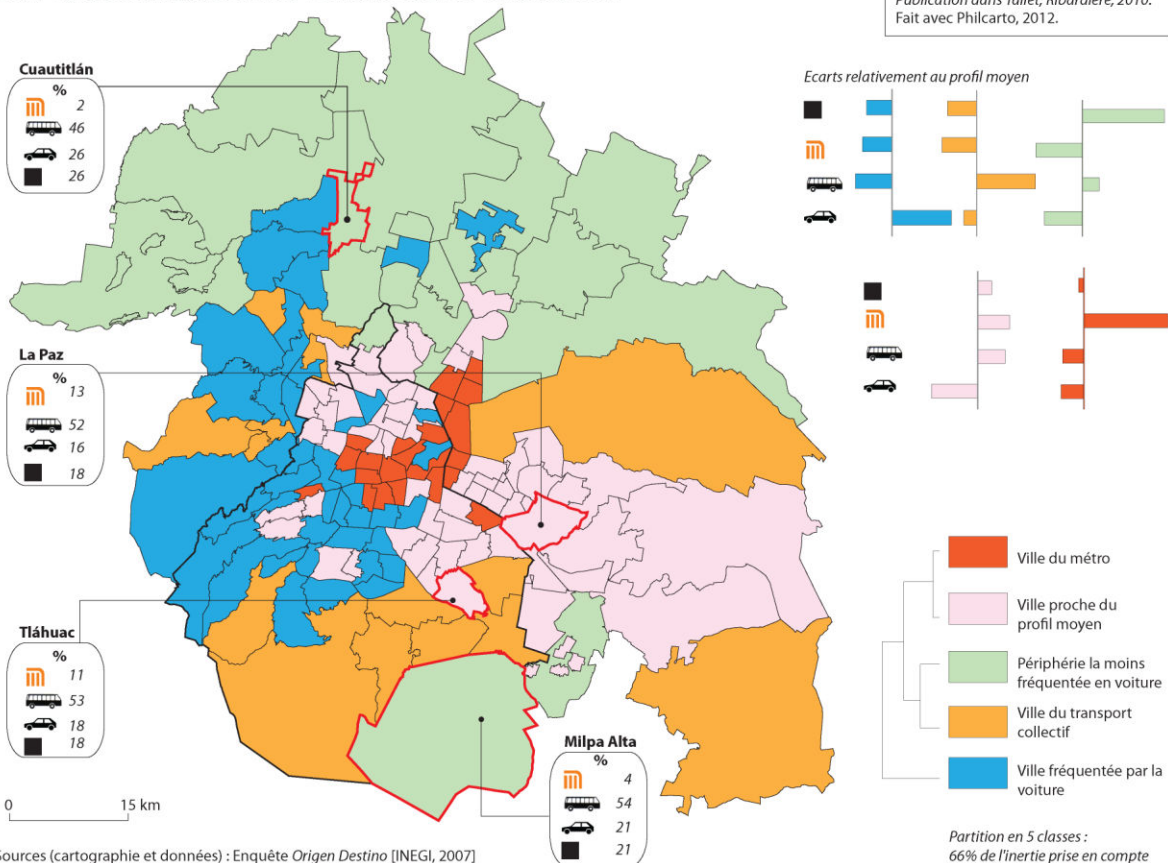 Publication dans Tallet, Ribardière, 2010.
Fait avec Philcarto, 2012.
Ecarts relativement au profil moyen
Cuautitlán
%
2
46
26
26
La Paz
%
13
52
16
18
Tláhuac
%
11
53
18
18
Milpa Alta
%
4
54
21
21
Ville du métro
Ville proche du
profil moyen
Périphérie la moins
fréquentée en voiture
Ville du transport
collectif
Ville fréquentée par la
voiture
Partition en 5 classes :
66% de l'inertie prise en compte
0 15 km
Sources (cartographie et données) : Enquête Origen Destino [INEGI, 2007]